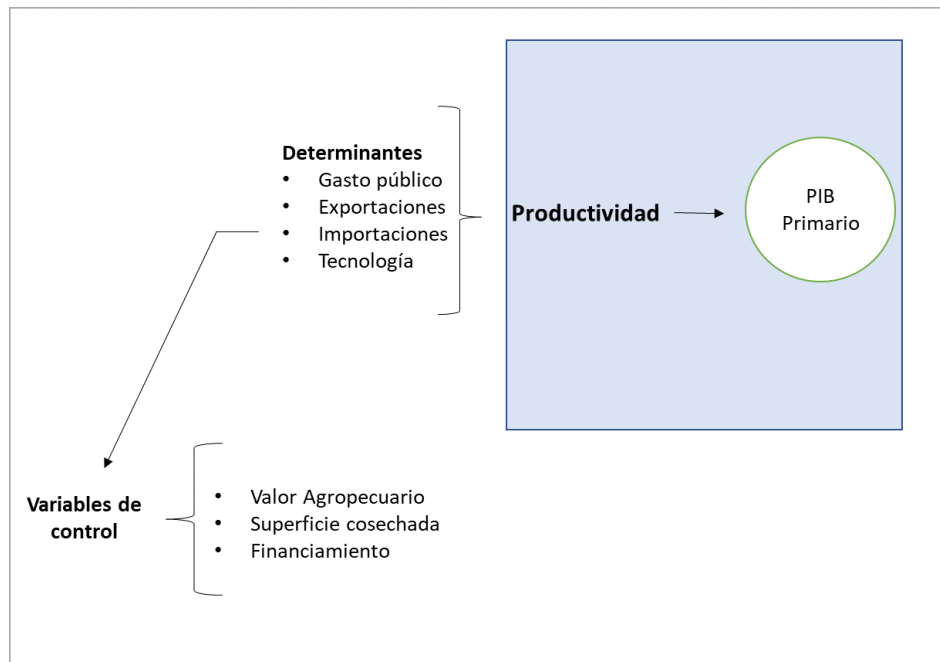 Determinantes
• Gasto público
• Exportaciones
• Importaciones
• Tecnología
Productividad
PIB
Primario
Variables de
control
• Valor Agropecuario
• Superficie cosechada
• Financiamiento